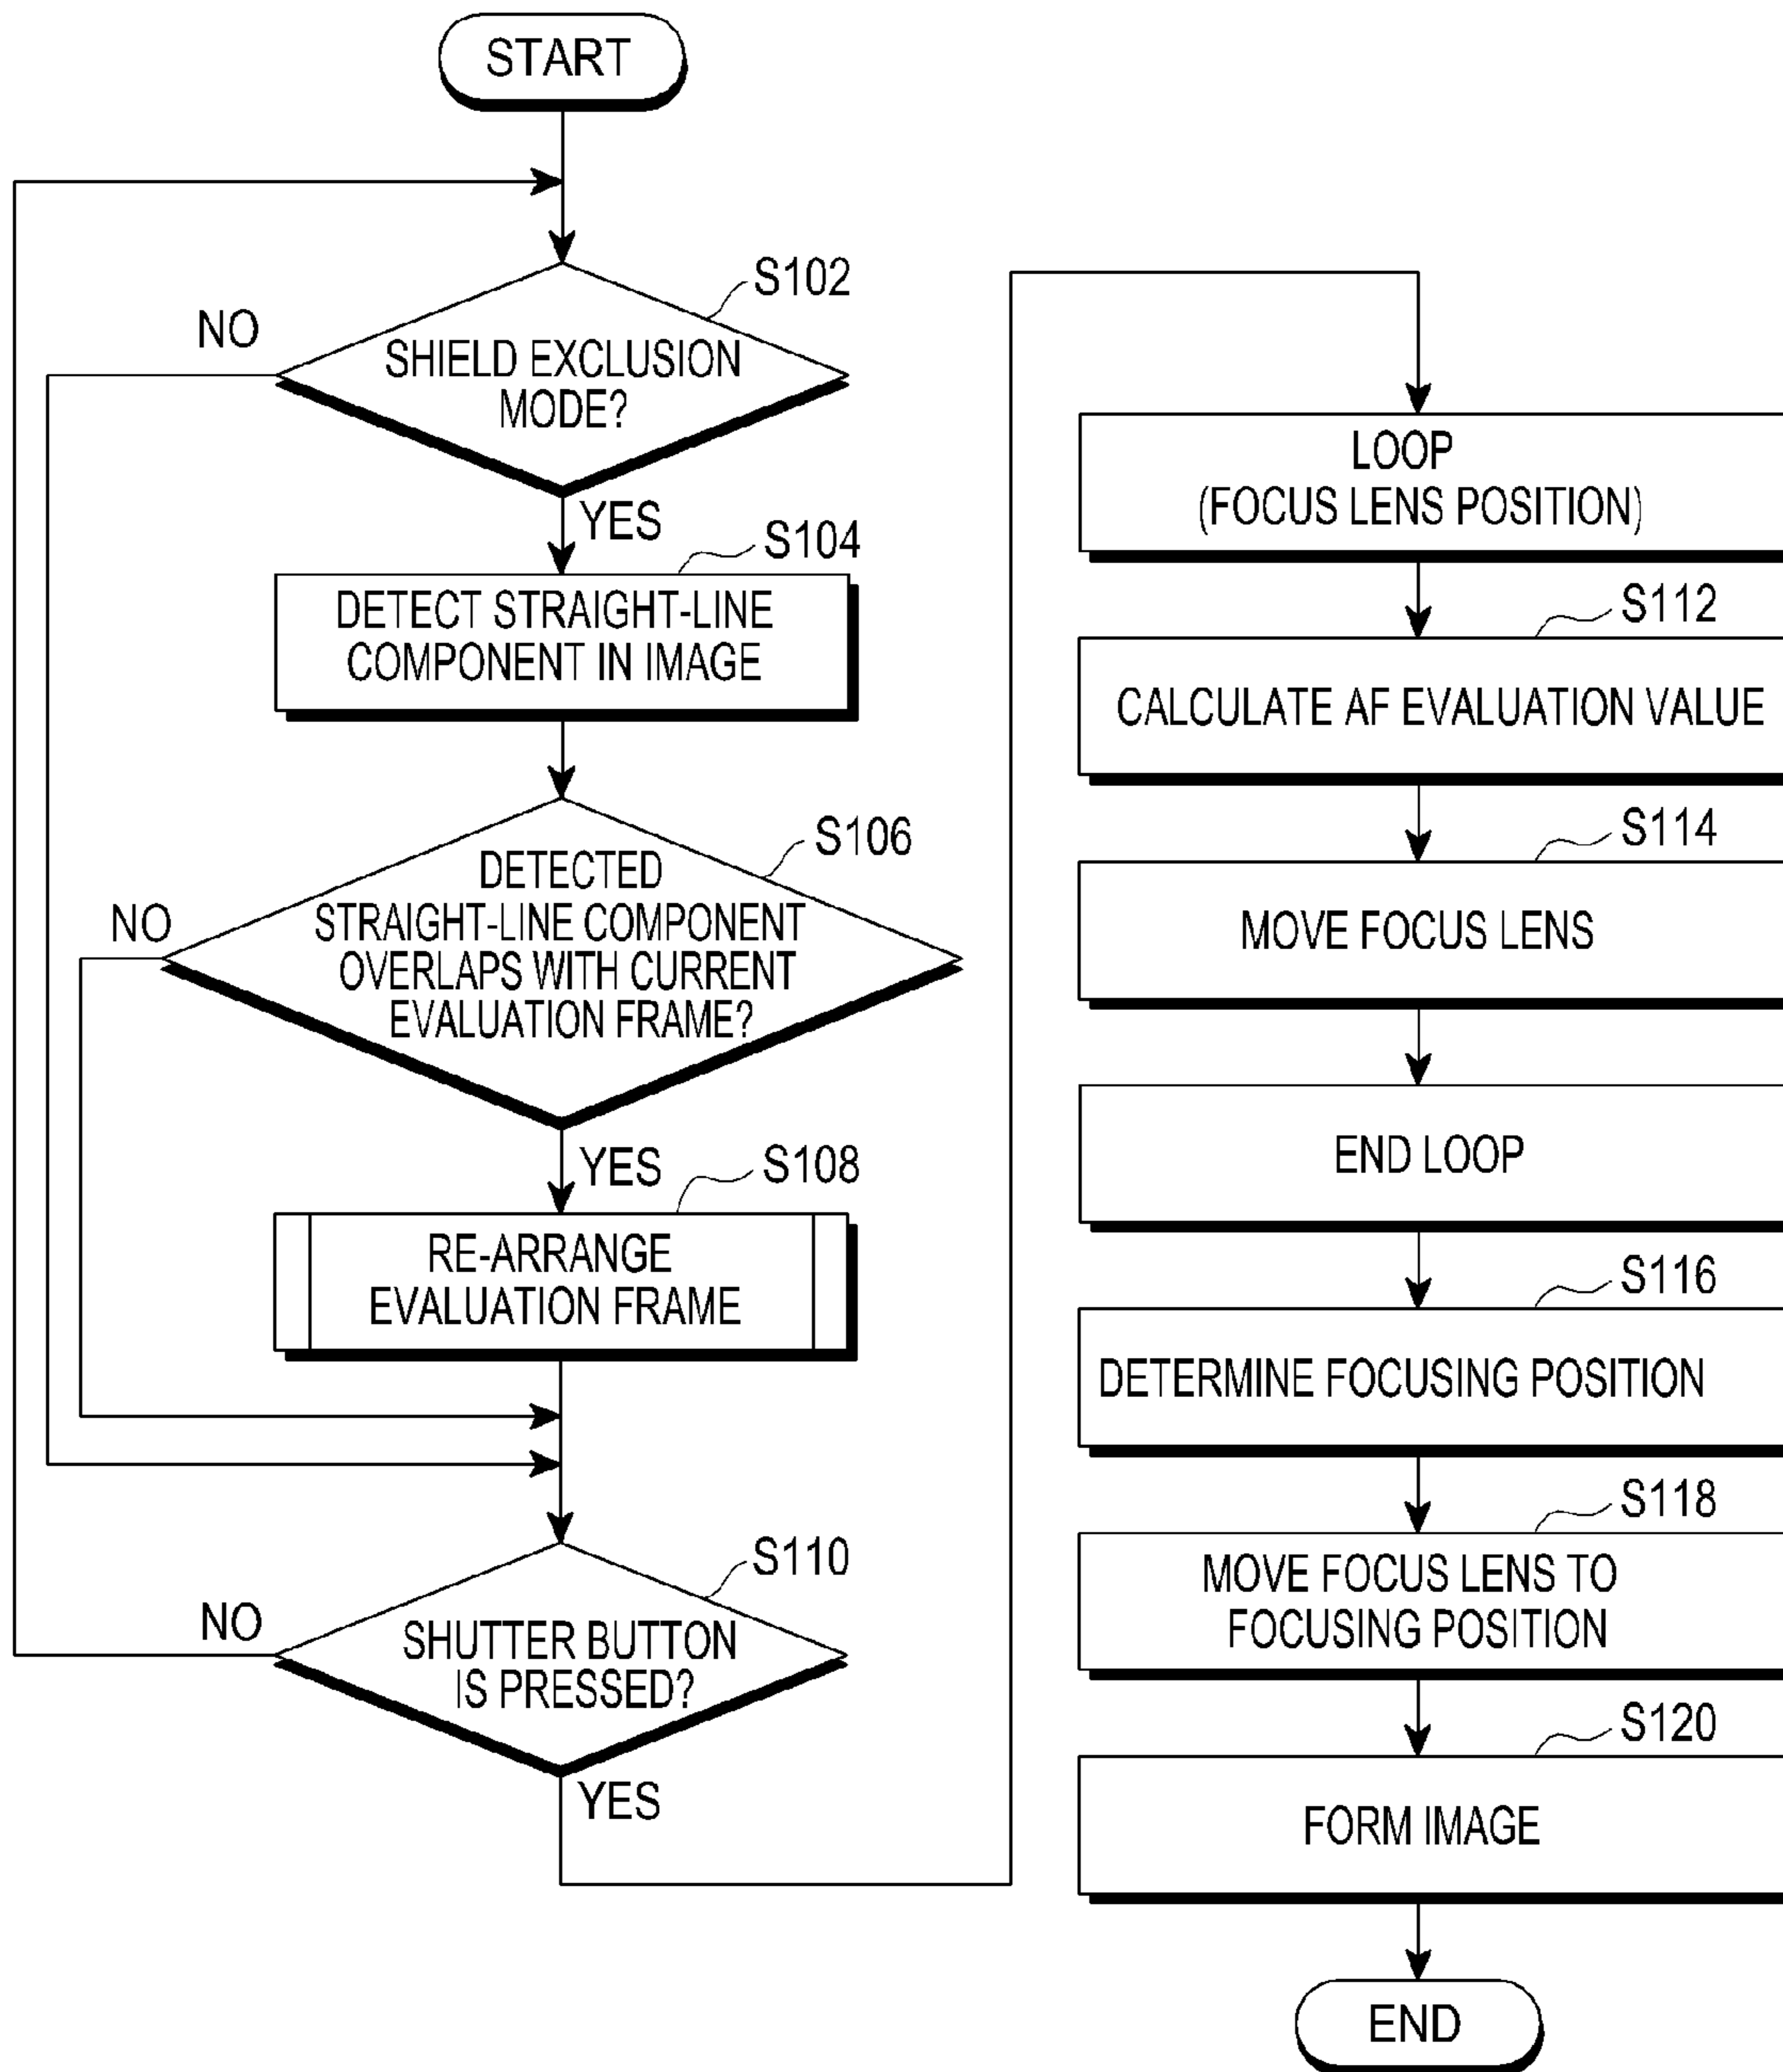 START
S102
NO
SHIELD EXCLUSION
MODE?
YES
S104
DETECT STRAIGHT-LINE
COMPONENT IN IMAGE
S106
DETECTED
NO
STRAIGHT-LINE COMPONENT
OVERLAPS WITH CURRENT
EVALUATION FRAME?
YES
S108
RE-ARRANGE
EVALUATION FRAME
S110
NO
SHUTTER BUTTON
IS PRESSED?
YES
LOOP
(FOCUS LENS POSITION)
S112
CALCULATE AF EVALUATION VALUE
S114
MOVE FOCUS LENS
END LOOP
S116
DETERMINE FOCUSING POSITION
S118
MOVE FOCUS LENS TO
FOCUSING POSITION
S120
FORM IMAGE
END